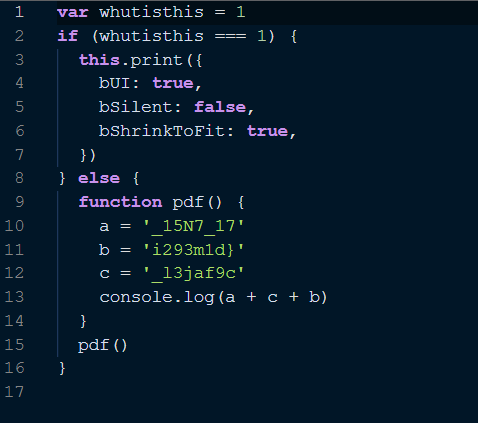 1 var whutisthis = 1
2 if (whutisthis === 1) {
3 this.print({
4 bUI: true,
5 bSilent: false,
6 bShrinkToFit: true,
7 })
8 } else {
9 function pdf() {
10 a = '_15N7_17'
11 b = 'i293m1d}'
12 c = '_l3jaf9c'
13 console.log(a + c + b)
14 }
15 pdf()
16 }
17